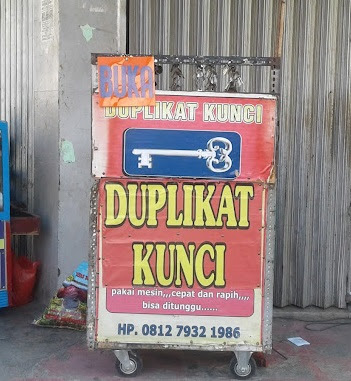 BUKA
DUPLIKAT KUNCI
DUPLIKAT
KUNCI
pakai mesin,,,cepat dan rapih,,,,
bisa ditunggu......
HP. 0812 7932 1986